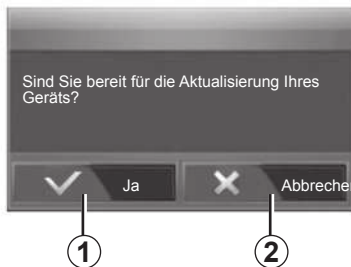 Sind Sie bereit für die Aktualisierung Ihres
Geräts?
Ja
Abbrechen
1
2